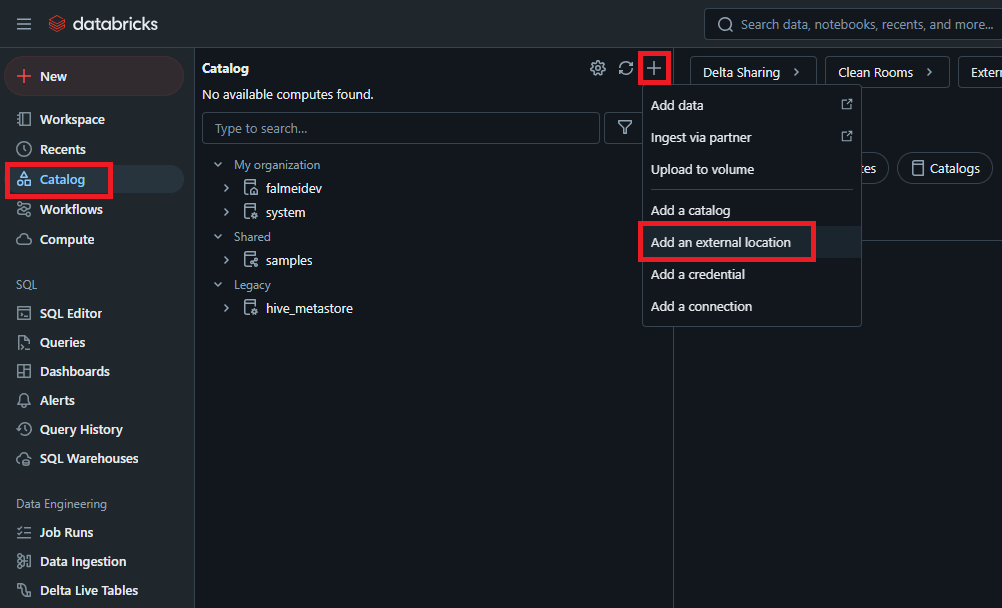 databricks
Search data, notebooks, recents, and more...
New
Workspace
Recents
Catalog
Workflows
Compute
SQL
SQL Editor
Queries
Dashboards
Alerts
Query History
SQL Warehouses
Data Engineering
Job Runs
Data Ingestion
Delta Live Tables
Catalog
No available computes found.
Type to search...
My organization
falmeidev
system
Shared
samples
Legacy
hive_metastore
Add data
Ingest via partner
Upload to volume
Add a catalog
Add an external location
Add a credential
Add a connection
Delta Sharing
Clean Rooms
Catalogs